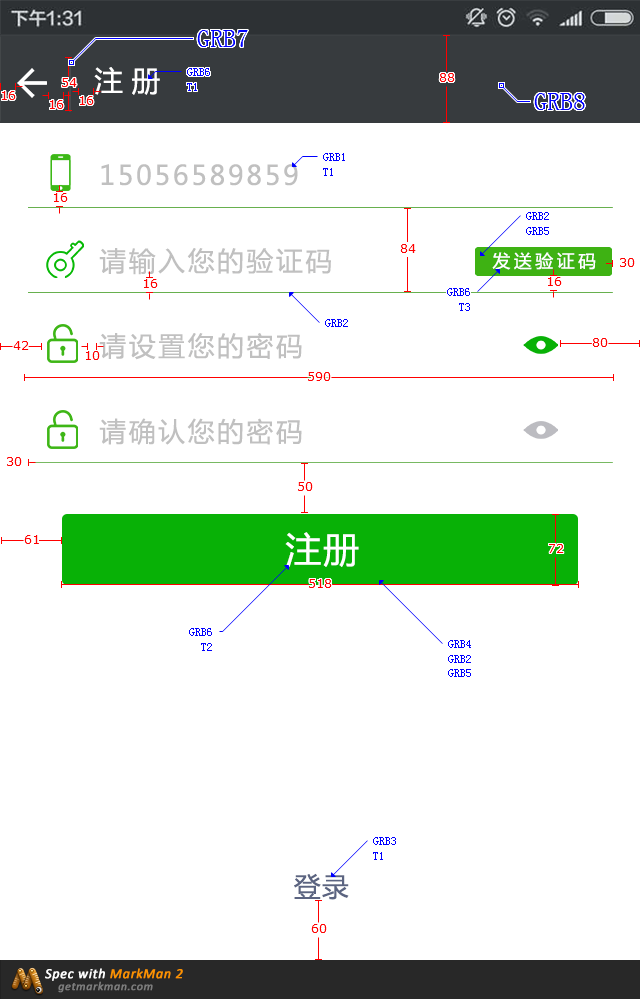 下午1:31
GRB7
88
54
注册
GRB6
T1
16
16
16
GRB8
15056589859
GRB1
T1
16
84
GRB2
GRB5
请输入您的验证码
发送验证码
30
16
GRB6
T3
16
GRB2
42
10
请设置您的密码
80
590
请确认您的密码
30
50
61
注册
72
518
GRB6
T2
GRB4
GRB2
GRB5
GRB3
T1
登录
60
Spec with MarkMan 2
getmarkman.com